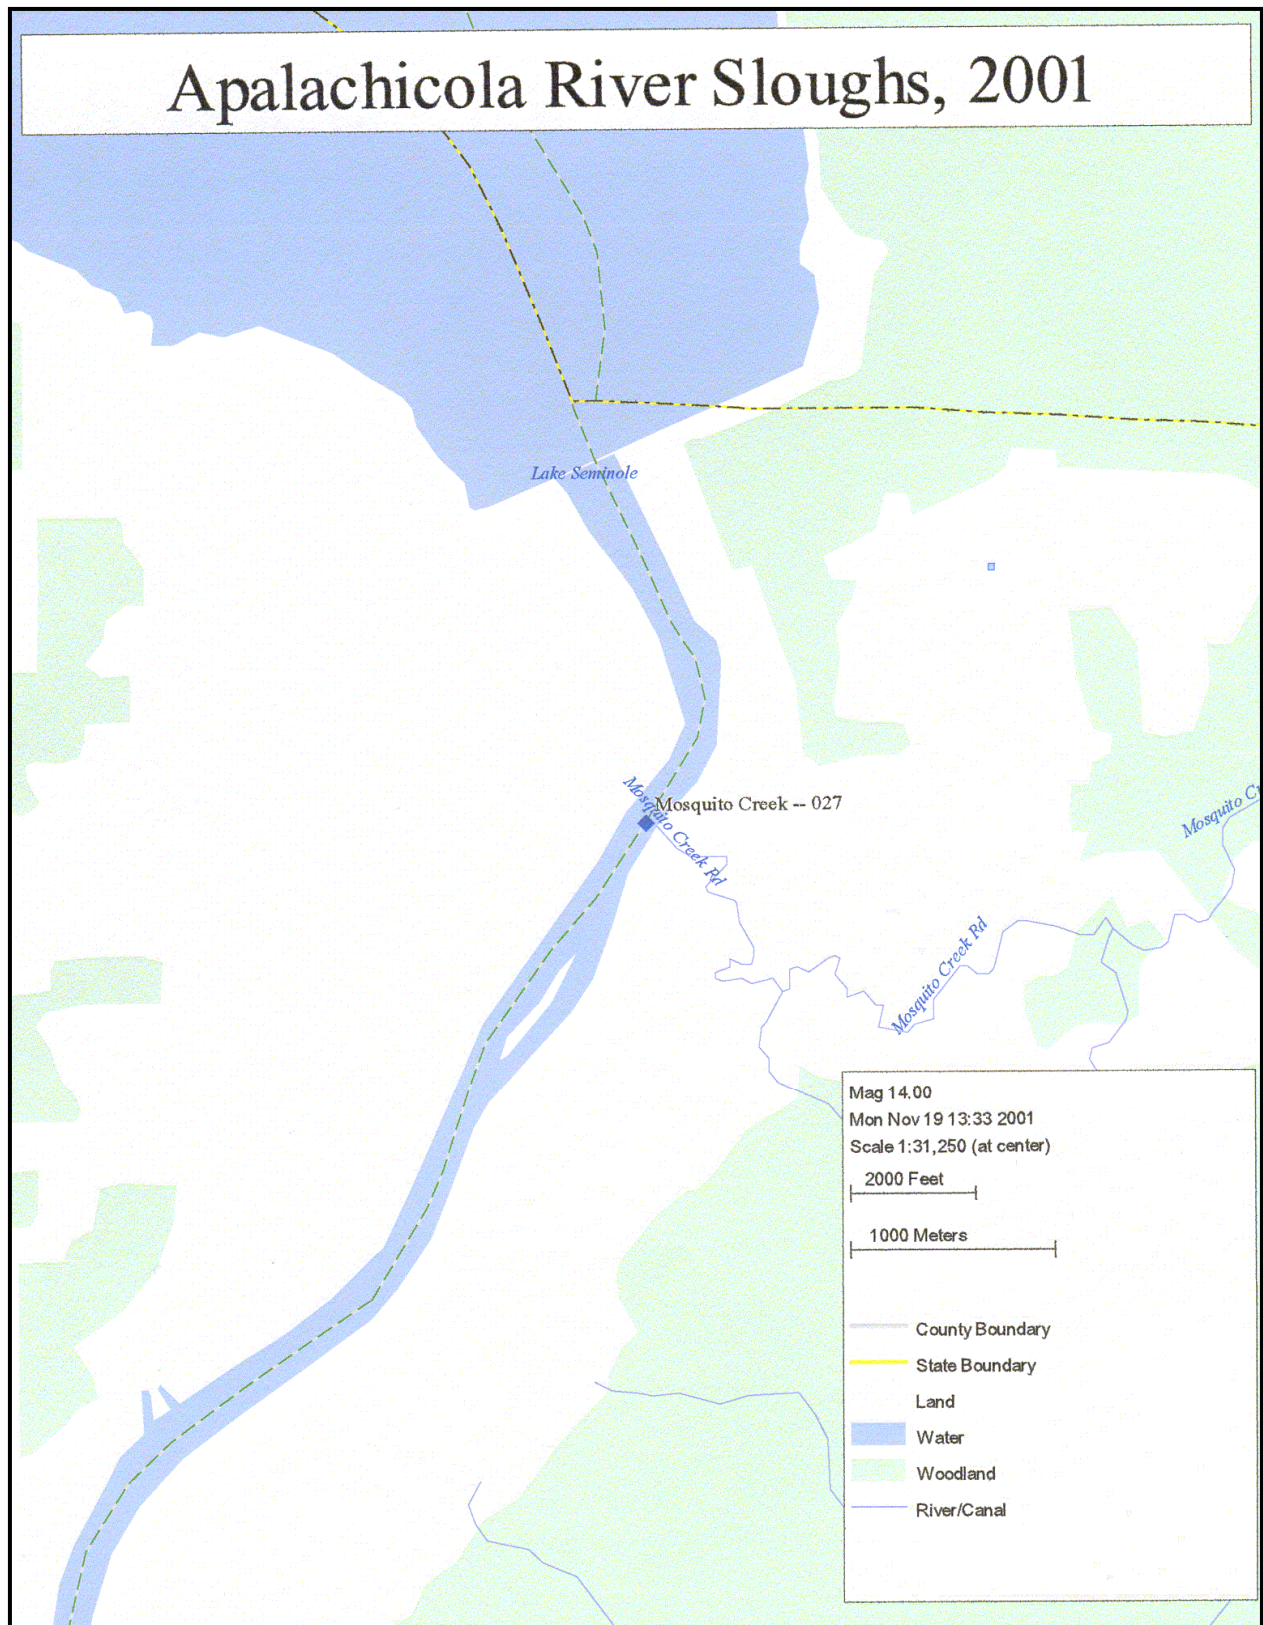 Apalachicola River Sloughs, 2001
Lake Seminole
Mosquito Creek -- 027
Mosquito Creek Rd
Mosquito Cr
Mosquito Creek Rd
Mag 14.00
Mon Nov 19 13:33 2001
Scale 1:31,250 (at center)
2000 Feet
1000 Meters
County Boundary
State Boundary
Land
Water
Woodland
River/Canal